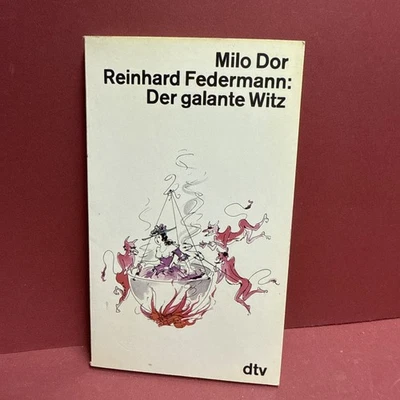 Milo Dor
Reinhard Federmann:
Der galante Witz
dtv